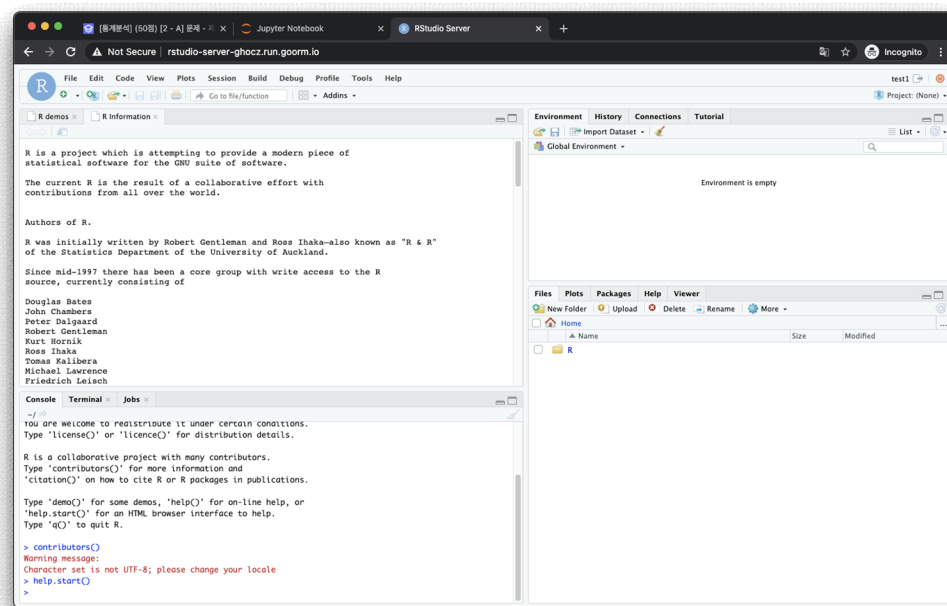 [통계분석] (50점) [2 - A] 문제 -
Jupyter Notebook
RStudio Server
Not Secure | rstudio-server-ghocz.run.goorm.io
Incognito
R
File Edit Code View Plots Session Build Debug Profile Tools Help
test1
Go to file/function
Addins
Project: (None)
R demos
R Information
R is a project which is attempting to provide a modern piece of
statistical software for the GNU suite of software.
The current R is the result of a collaborative effort with
contributions from all over the world.
Authors of R.
R was initially written by Robert Gentleman and Ross Ihaka—also known as "R & R"
of the Statistics Department of the University of Auckland.
Since mid-1997 there has been a core group with write access to the R
source, currently consisting of
Douglas Bates
John Chambers
Peter Dalgaard
Robert Gentleman
Kurt Hornik
Ross Ihaka
Tomas Kalibera
Michael Lawrence
Friedrich Leisch
Console Terminal Jobs
~/
You are welcome to redistribute it under certain conditions.
Type 'license()' or 'licence()' for distribution details.
R is a collaborative project with many contributors.
Type 'contributors()' for more information and
'citation()' on how to cite R or R packages in publications.
Type 'demo()' for some demos, 'help()' for on-line help, or
'help.start()' for an HTML browser interface to help.
Type 'q()' to quit R.
> contributors()
Warning message:
Character set is not UTF-8; please change your locale
> help.start()
>
Environment History Connections Tutorial
Import Dataset
List
Global Environment
Environment is empty
Files Plots Packages Help Viewer
New Folder Upload Delete Rename More
Home
...
Name Size Modified
R